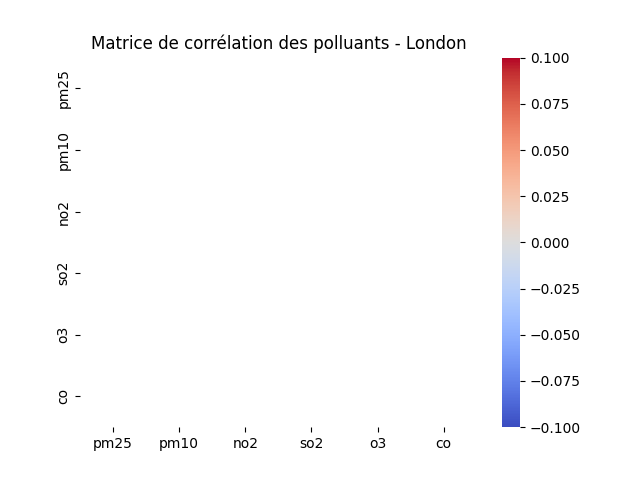 Matrice de corrélation des polluants - London
pm25
pm10
no2
so2
o3
co
pm25 pm10 no2 so2 o3 co
0.100
0.075
0.050
0.025
0.000
−0.025
−0.050
−0.075
−0.100